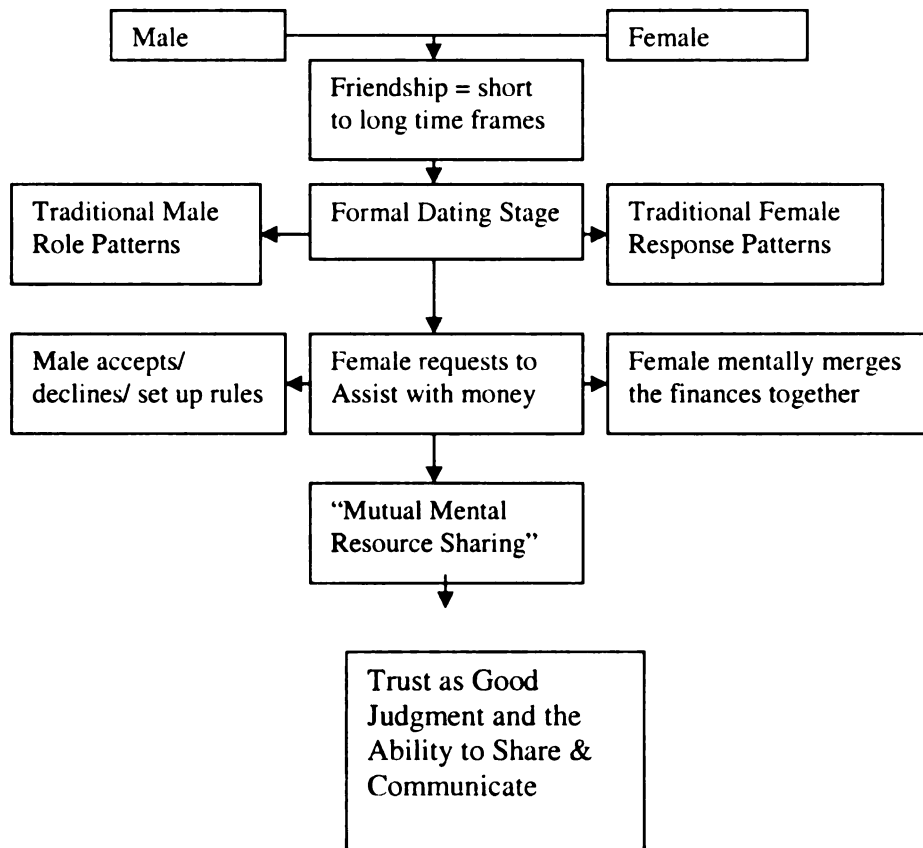 Male
Female
Friendship = short
to long time frames
Traditional Male
Role Patterns
Formal Dating Stage
Traditional Female
Response Patterns
Male accepts/
declines/ set up rules
Female requests to
Assist with money
Female mentally merges
the finances together
“Mutual Mental
Resource Sharing”
Trust as Good
Judgment and the
Ability to Share &
Communicate